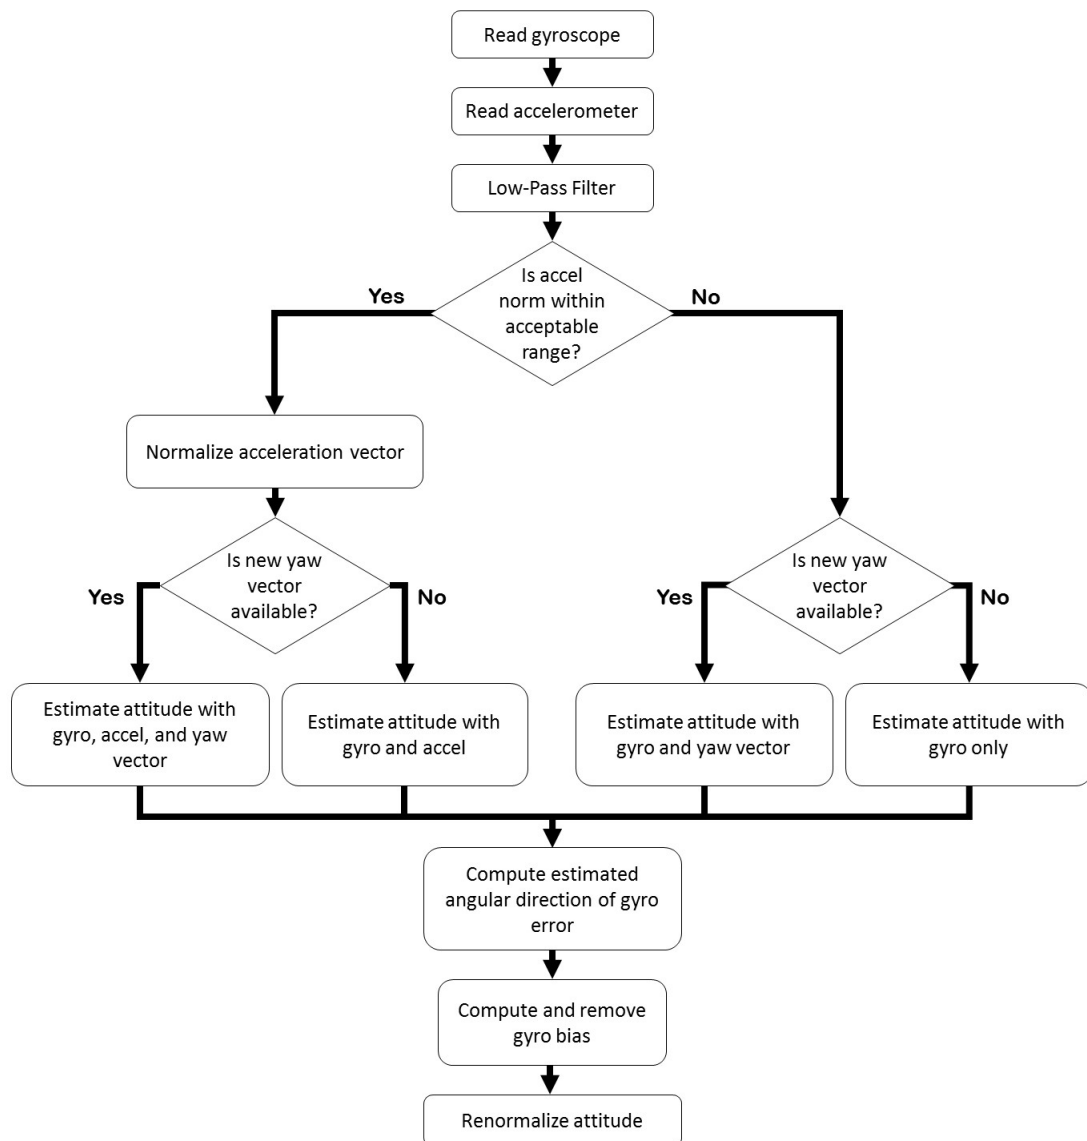 Read gyroscope
Read accelerometer
Low-Pass Filter
Is accel
norm within
acceptable
range?
Yes
No
Normalize acceleration vector
Is new yaw
vector
available?
Yes
No
Is new yaw
vector
available?
Yes
No
Estimate attitude with
gyro, accel, and yaw
vector
Estimate attitude with
gyro and accel
Estimate attitude with
gyro and yaw vector
Estimate attitude with
gyro only
Compute estimated
angular direction of gyro
error
Compute and remove
gyro bias
Renormalize attitude